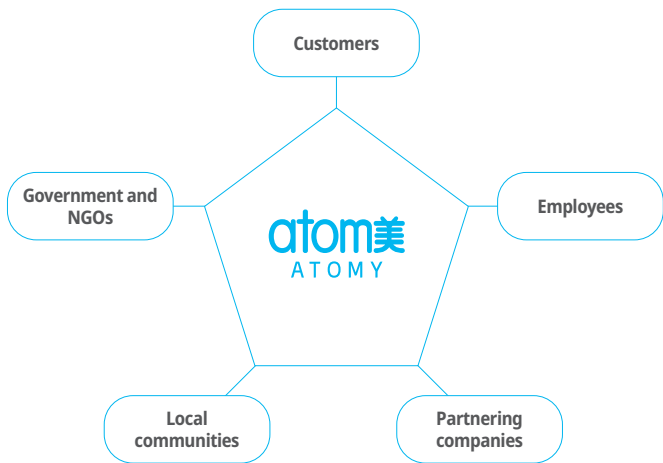 Customers
Government and
NGOs
Employees
atom美
ATOMY
Local
communities
Partnering
companies